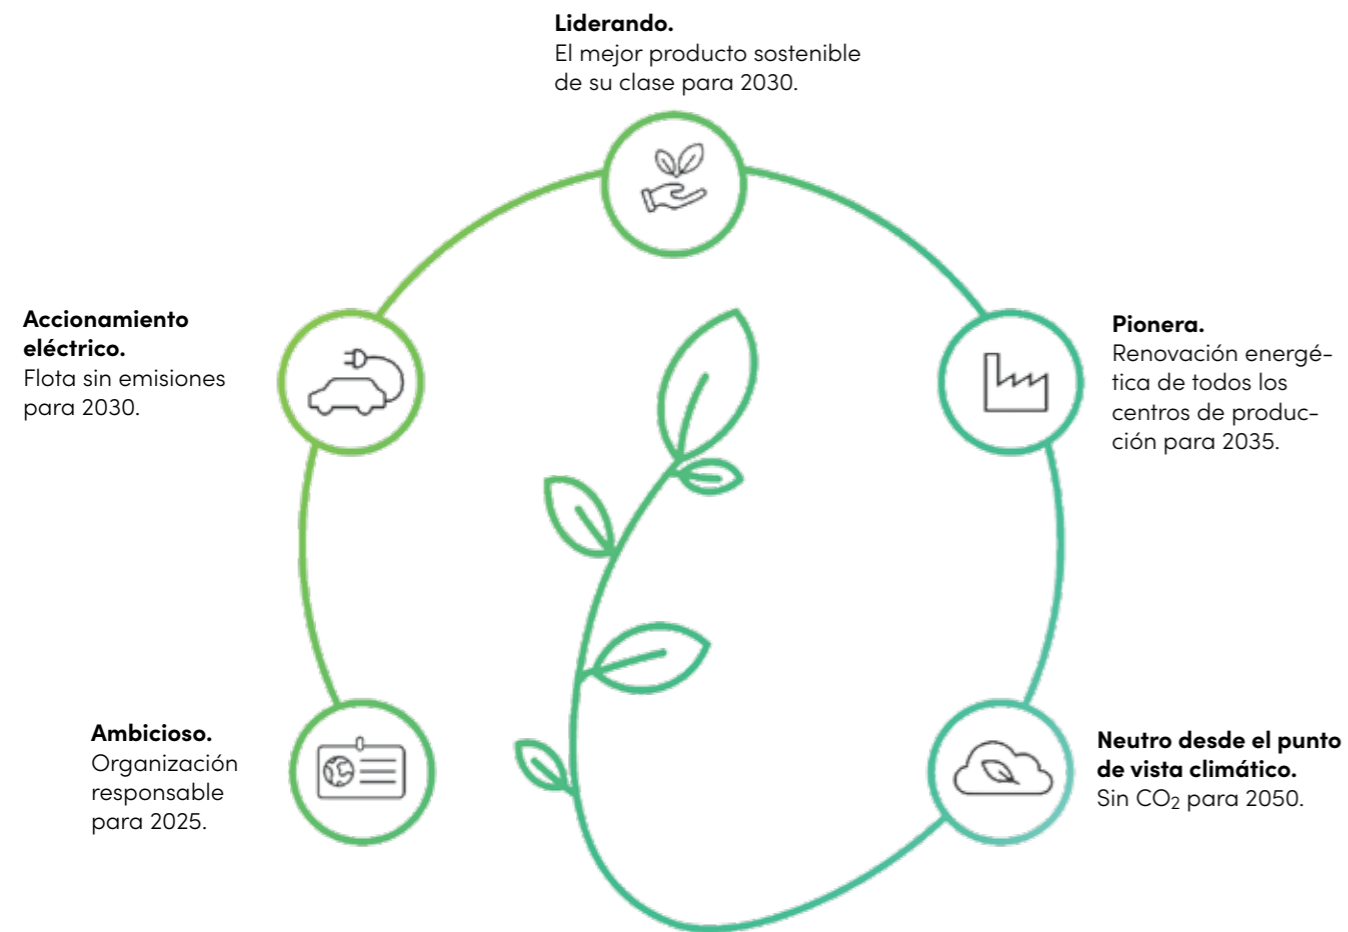 Liderando.
El mejor producto sostenible
de su clase para 2030.
Accionamiento
eléctrico.
Flota sin emisiones
para 2030.
Pionera.
Renovación energé-
tica de todos los
centros de produc-
ción para 2035.
Ambicioso.
Organización
responsable
para 2025.
Neutro desde el punto
de vista climático.
Sin CO₂ para 2050.